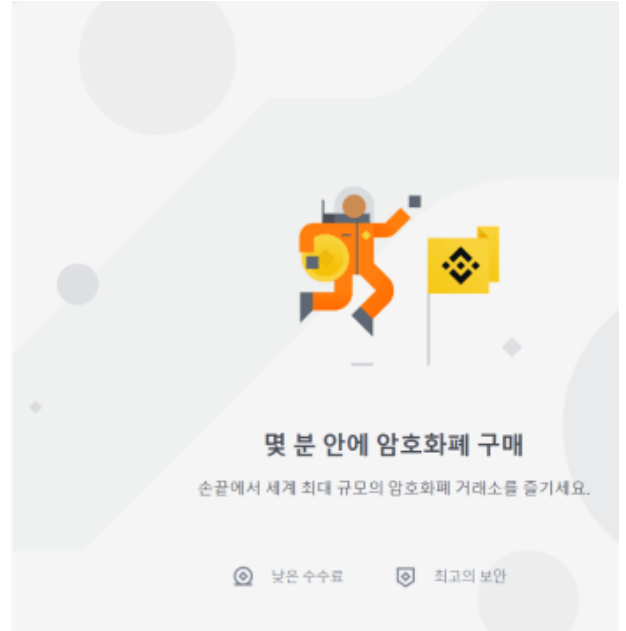 몇 분 안에 암호화폐 구매
손끝에서 세계 최대 규모의 암호화폐 거래소를 즐기세요.
낮은 수수료 최고의 보안